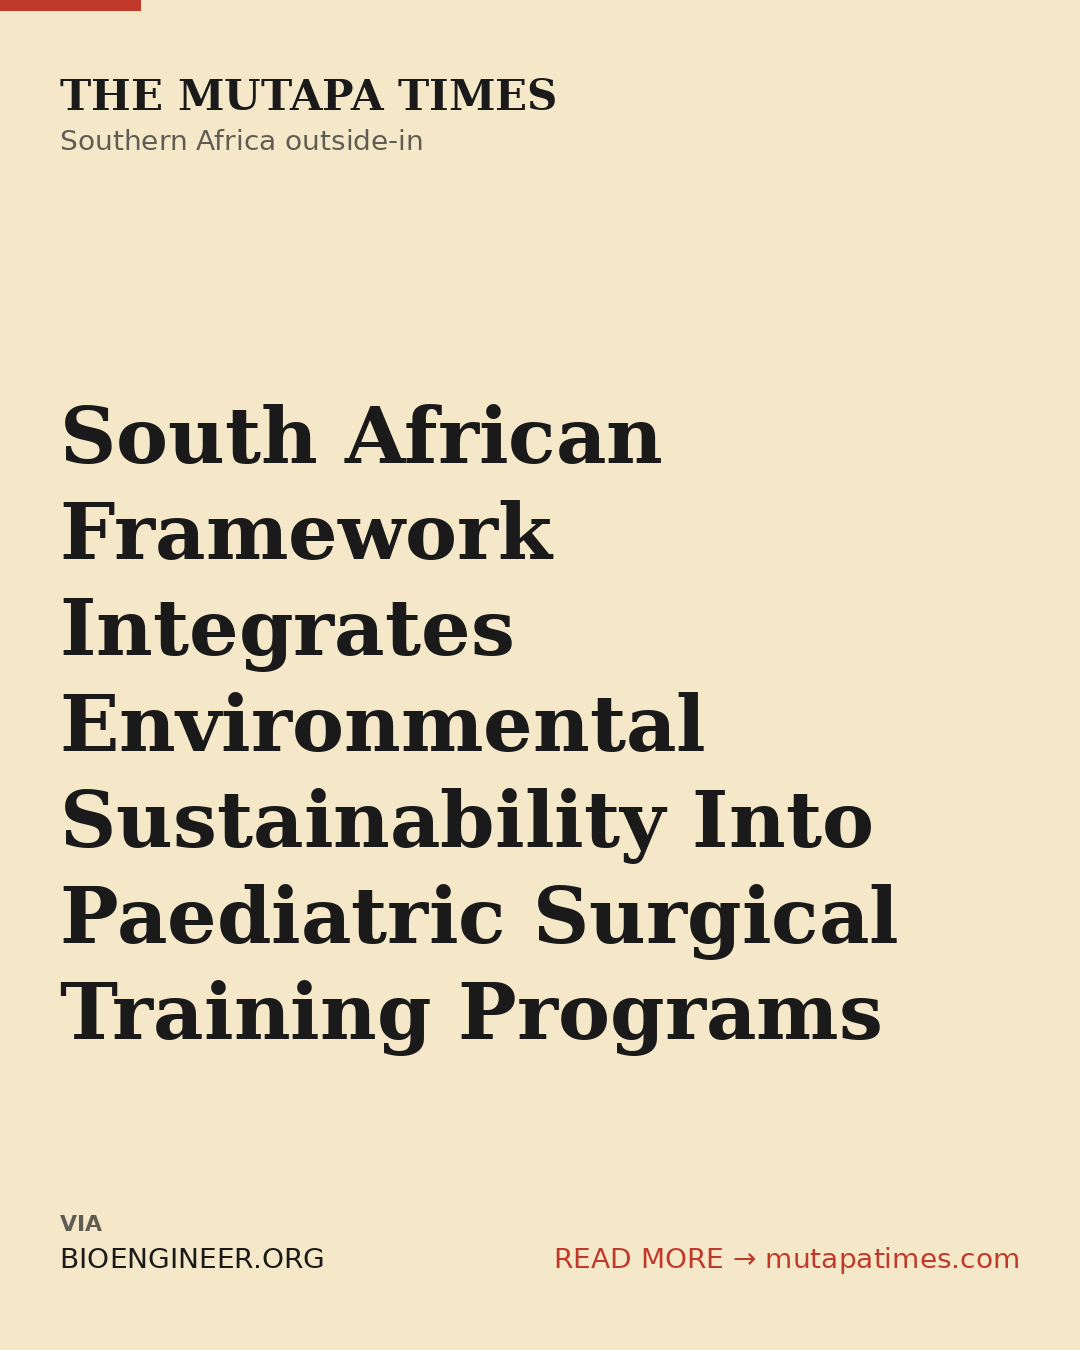 THE MUTAPA TIMES
Southern Africa outside-in
South African
Framework
Integrates
Environmental
Sustainability Into
Paediatric Surgical
Training Programs
VIA
BIOENGINEER.ORG
READ MORE → mutapatimes.com